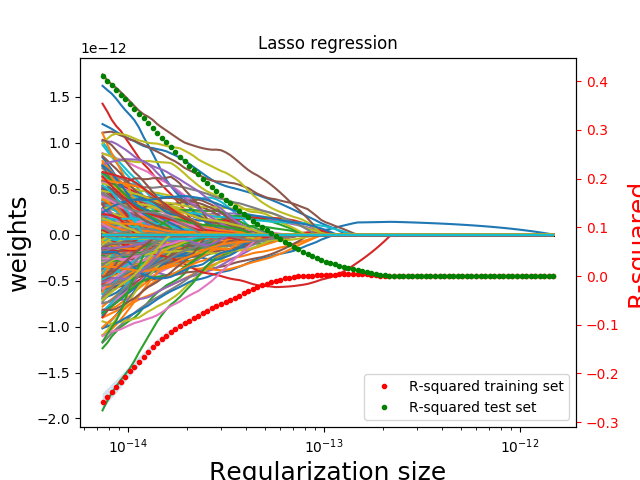 Lasso regression
1e−12
1.5
1.0
0.5
0.0
−0.5
−1.0
−1.5
−2.0
weights
0.4
0.3
0.2
0.1
0.0
−0.1
−0.2
−0.3
R-squared
R-squared training set
R-squared test set
10−14
10−13
10−12
Regularization size